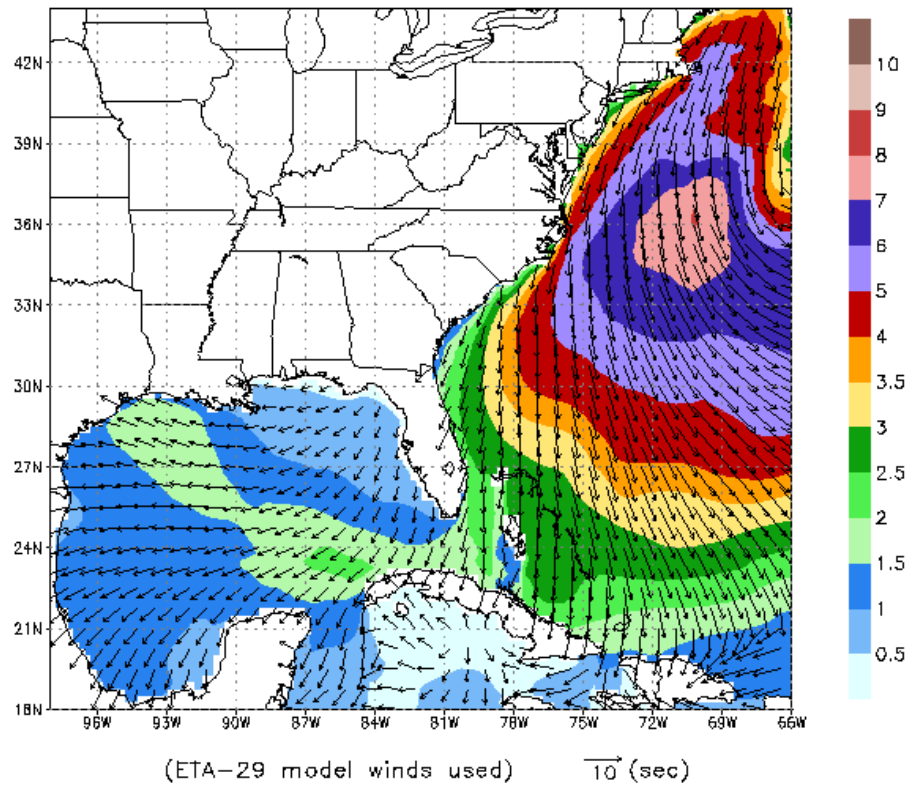 42N
39N
36N
33N
30N
27N
24N
21N
18N
96W 93W 90W 87W 84W 81W 78W 75W 72W 69W 66W
10
9
8
7
6
5
4
3.5
3
2.5
2
1.5
1
0.5
(ETA-29 model winds used) 10 (sec)